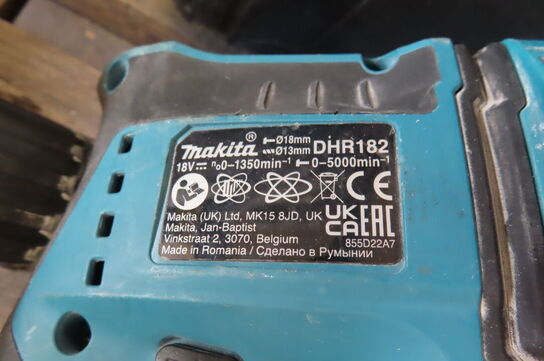 makita® Ø18mm DHR182
Ø13mm
18V⎓ n₀0-1350min⁻¹ 0-5000min⁻¹
CE
Makita (UK) Ltd, MK15 8JD, UK
Makita, Jan-Baptist
Vinkstraat 2, 3070, Belgium
Made in Romania / Сделано в Румынии
UK
CA EAC
855D22A7